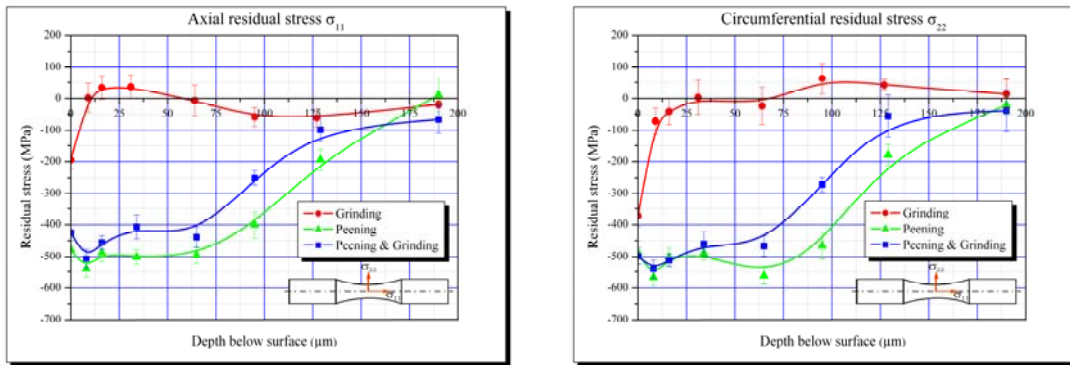 Axial residual stress σ11
200
100
0
-100
-200
-300
-400
-500
-600
-700
0 25 50 75 100 125 150 175 200
Residual stress (MPa)
Grinding
Peening
Peening & Grinding
σ22
σ11
Depth below surface (µm)
Circumferential residual stress σ22
200
100
0
-100
-200
-300
-400
-500
-600
-700
0 25 50 75 100 125 150 175 200
Residual stress (MPa)
Grinding
Peening
Peening & Grinding
σ22
σ11
Depth below surface (µm)